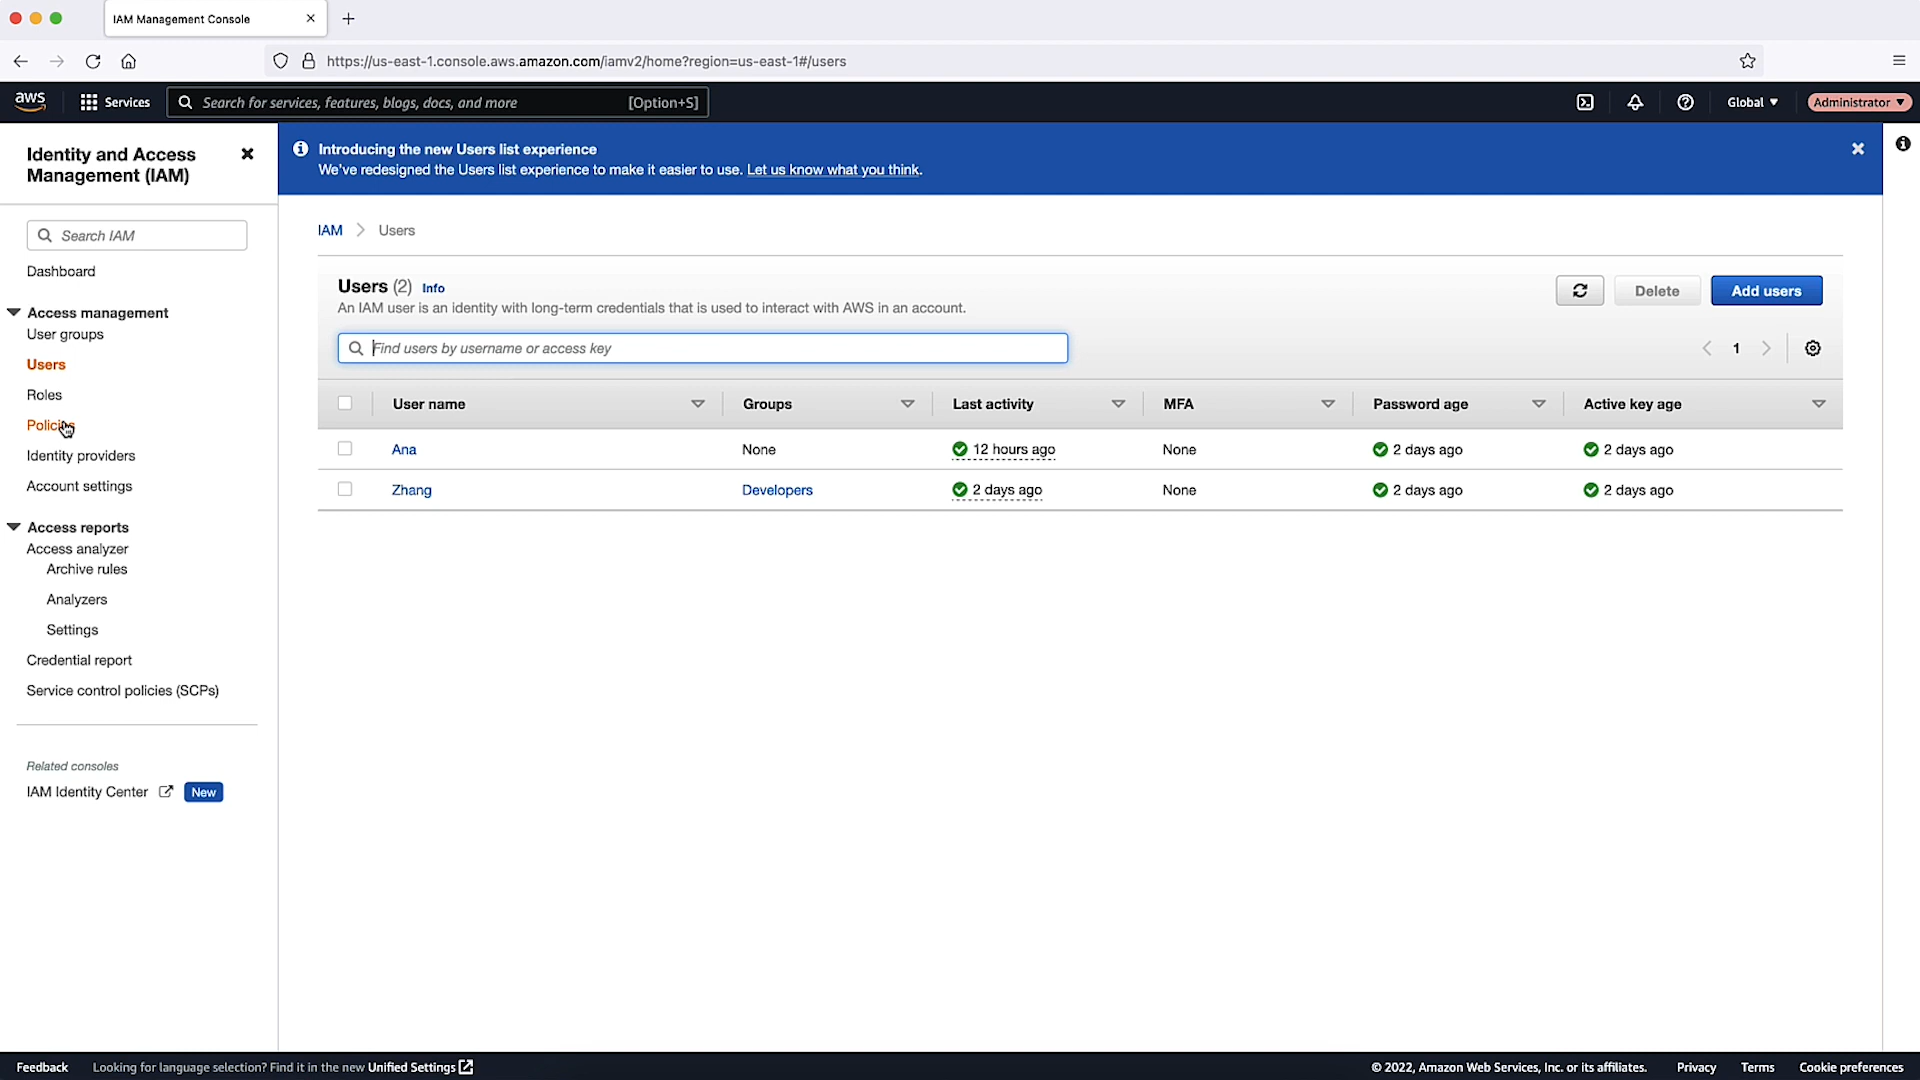 IAM Management Console
https://us-east-1.console.aws.amazon.com/iamv2/home?region=us-east-1#/users
aws Services Search for services, features, blogs, docs, and more [Option+S] Global Administrator
Identity and Access
Management (IAM)
Search IAM
Dashboard
Access management
User groups
Users
Roles
Policies
Identity providers
Account settings
Access reports
Access analyzer
Archive rules
Analyzers
Settings
Credential report
Service control policies (SCPs)
Related consoles
IAM Identity Center New
Introducing the new Users list experience
We've redesigned the Users list experience to make it easier to use. Let us know what you think.
IAM > Users
Users (2) Info
An IAM user is an identity with long-term credentials that is used to interact with AWS in an account.
Delete Add users
Find users by username or access key
1
User name Groups Last activity MFA Password age Active key age
Ana None 12 hours ago None 2 days ago 2 days ago
Zhang Developers 2 days ago None 2 days ago 2 days ago
Feedback Looking for language selection? Find it in the new Unified Settings © 2022, Amazon Web Services, Inc. or its affiliates. Privacy Terms Cookie preferences